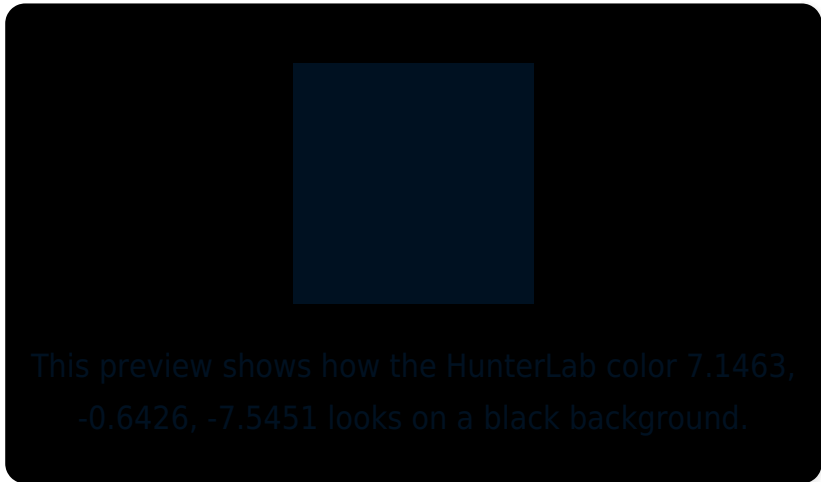 This preview shows how the HunterLab color 7.1463,
-0.6426, -7.5451 looks on a black background.